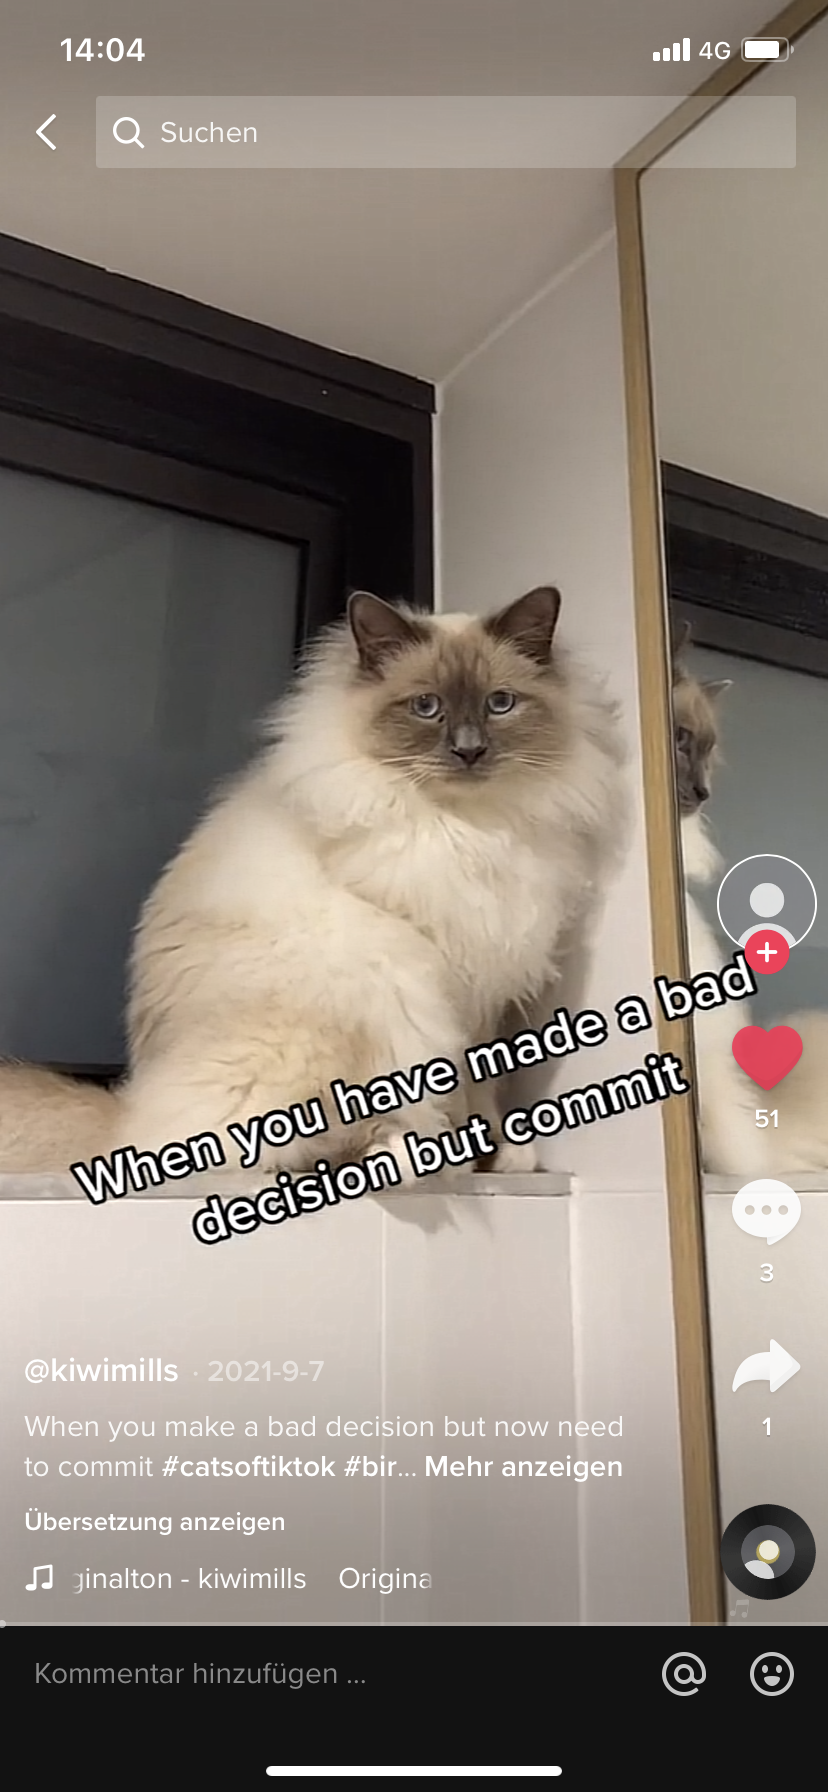 14:04
4G
Suchen
When you have made a bad
decision but commit
51
3
@kiwimills · 2021-9-7
1
When you make a bad decision but now need
to commit #catsoftiktok #bir... Mehr anzeigen
Übersetzung anzeigen
ginalton - kiwimills Origina
Kommentar hinzufügen ...